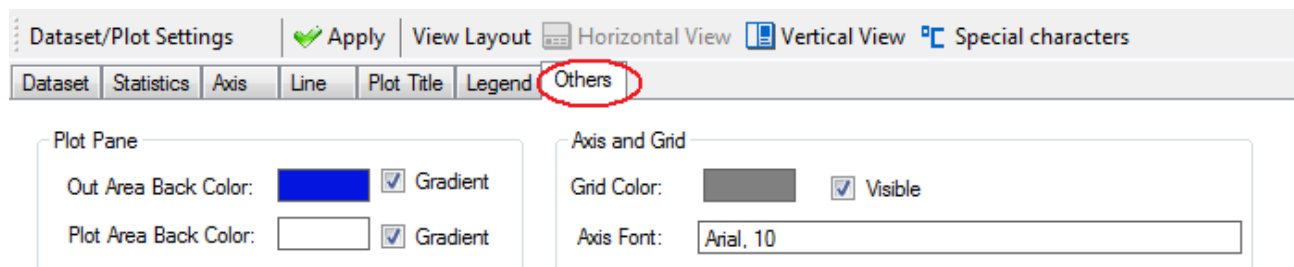 Dataset/Plot Settings Apply View Layout Horizontal View Vertical View °C Special characters
Dataset Statistics Axis Line Plot Title Legend Others
Plot Pane Axis and Grid
Out Area Back Color: Gradient Grid Color: Visible
Plot Area Back Color: Gradient Axis Font: Arial, 10